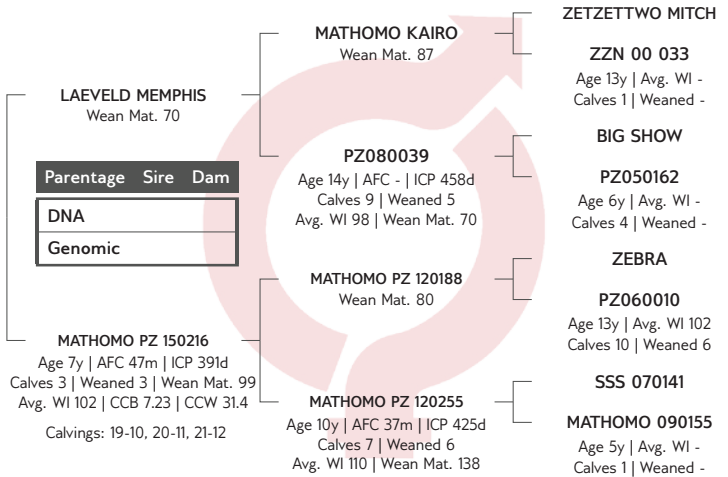 LAEVELD MEMPHIS
Wean Mat. 70
Parentage Sire Dam
DNA
Genomic
MATHOMO PZ 150216
Age 7y | AFC 47m | ICP 391d
Calves 3 | Weaned 3 | Wean Mat. 99
Avg. WI 102 | CCB 7.23 | CCW 31.4
Calvings: 19-10, 20-11, 21-12
MATHOMO KAIRO
Wean Mat. 87
PZ080039
Age 14y | AFC - | ICP 458d
Calves 9 | Weaned 5
Avg. WI 98 | Wean Mat. 70
MATHOMO PZ 120188
Wean Mat. 80
MATHOMO PZ 120255
Age 10y | AFC 37m | ICP 425d
Calves 7 | Weaned 6
Avg. WI 110 | Wean Mat. 138
ZETZETTWO MITCH
ZZN 00 033
Age 13y | Avg. WI -
Calves 1 | Weaned -
BIG SHOW
PZ050162
Age 6y | Avg. WI -
Calves 4 | Weaned -
ZEBRA
PZ060010
Age 13y | Avg. WI 102
Calves 10 | Weaned 6
SSS 070141
MATHOMO 090155
Age 5y | Avg. WI -
Calves 1 | Weaned -